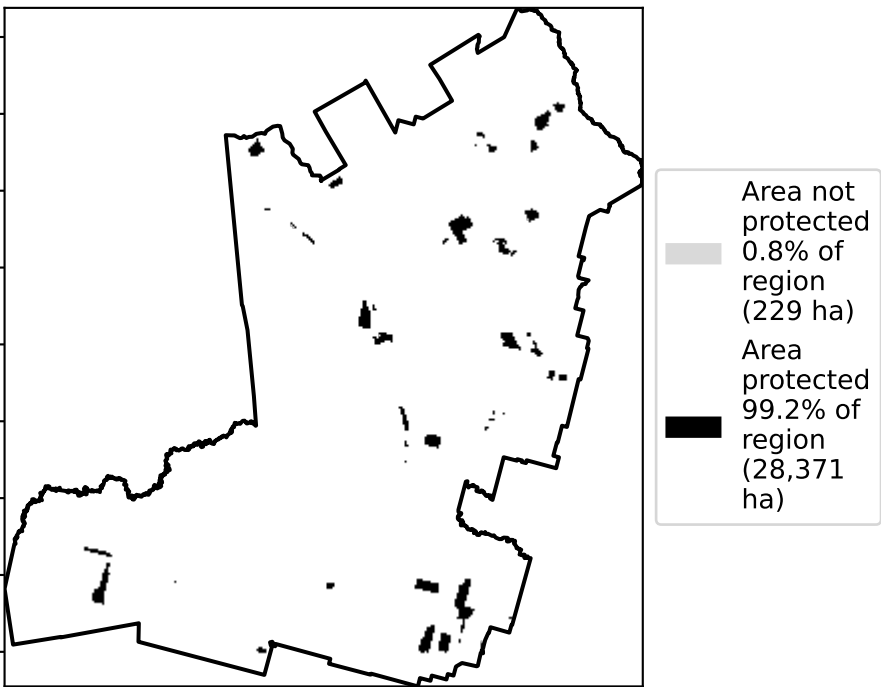 Area not
protected
0.8% of
region
(229 ha)
Area
protected
99.2% of
region
(28,371
ha)